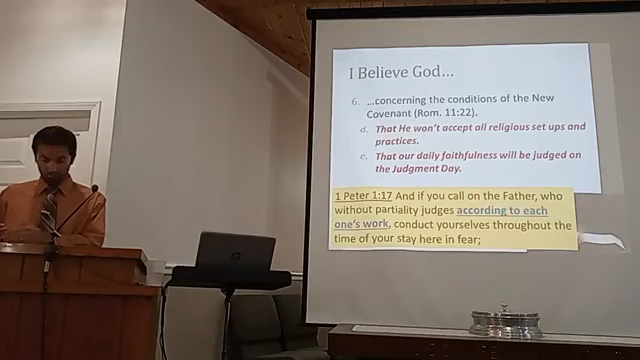 I Believe God...
6. ...concerning the conditions of the New
Covenant (Rom. 11:22).
d. That He won't accept all religious set ups and
practices.
e. That our daily faithfulness will be judged on
the Judgment Day.
1 Peter 1:17 And if you call on the Father, who
without partiality judges according to each
one's work, conduct yourselves throughout the
time of your stay here in fear;
hp